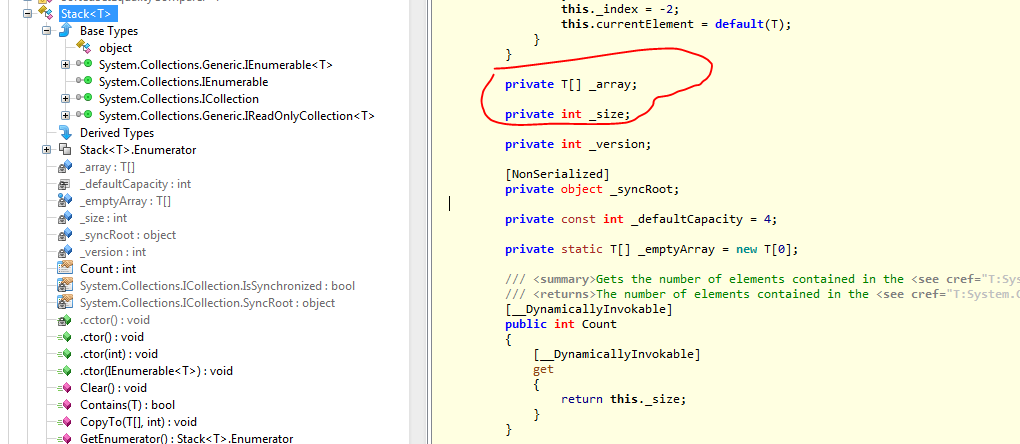 Stack<T>
Base Types
object
System.Collections.Generic.IEnumerable<T>
System.Collections.IEnumerable
System.Collections.ICollection
System.Collections.Generic.IReadOnlyCollection<T>
Derived Types
Stack<T>.Enumerator
_array : T[]
_defaultCapacity : int
_emptyArray : T[]
_size : int
_syncRoot : object
_version : int
Count : int
System.Collections.ICollection.IsSynchronized : bool
System.Collections.ICollection.SyncRoot : object
.cctor() : void
.ctor() : void
.ctor(int) : void
.ctor(IEnumerable<T>) : void
Clear() : void
Contains(T) : bool
CopyTo(T[], int) : void
GetEnumerator() : Stack<T>.Enumerator
this._index = -2;
this.currentElement = default(T);
}
}
private T[] _array;
private int _size;
private int _version;
[NonSerialized]
private object _syncRoot;
private const int _defaultCapacity = 4;
private static T[] _emptyArray = new T[0];
/// <summary>Gets the number of elements contained in the <see cref="T:Sys
/// <returns>The number of elements contained in the <see cref="T:System.C
[__DynamicallyInvokable]
public int Count
{
[__DynamicallyInvokable]
get
{
return this._size;
}
}